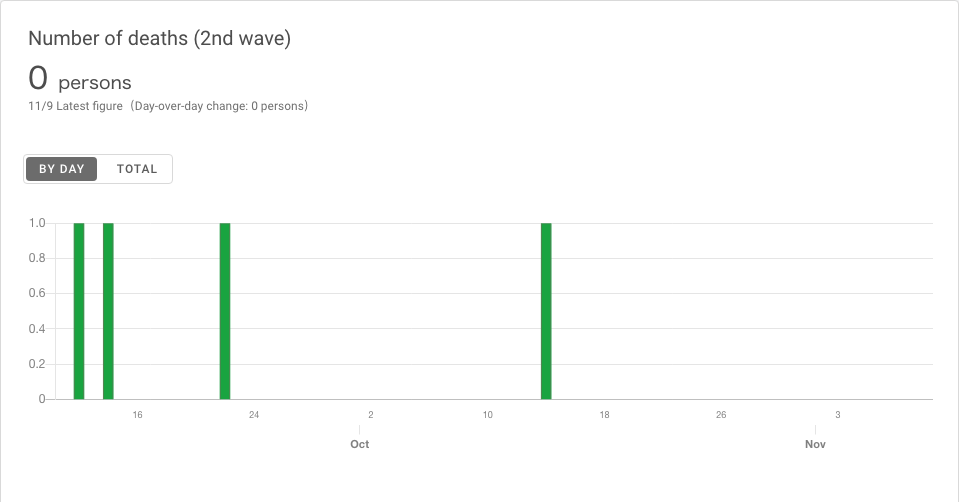 Number of deaths (2nd wave)
0 persons
11/9 Latest figure（Day-over-day change: 0 persons）
BY DAY TOTAL
1.0
0.8
0.6
0.4
0.2
0
16 24 2 10 18 26 3
Oct Nov